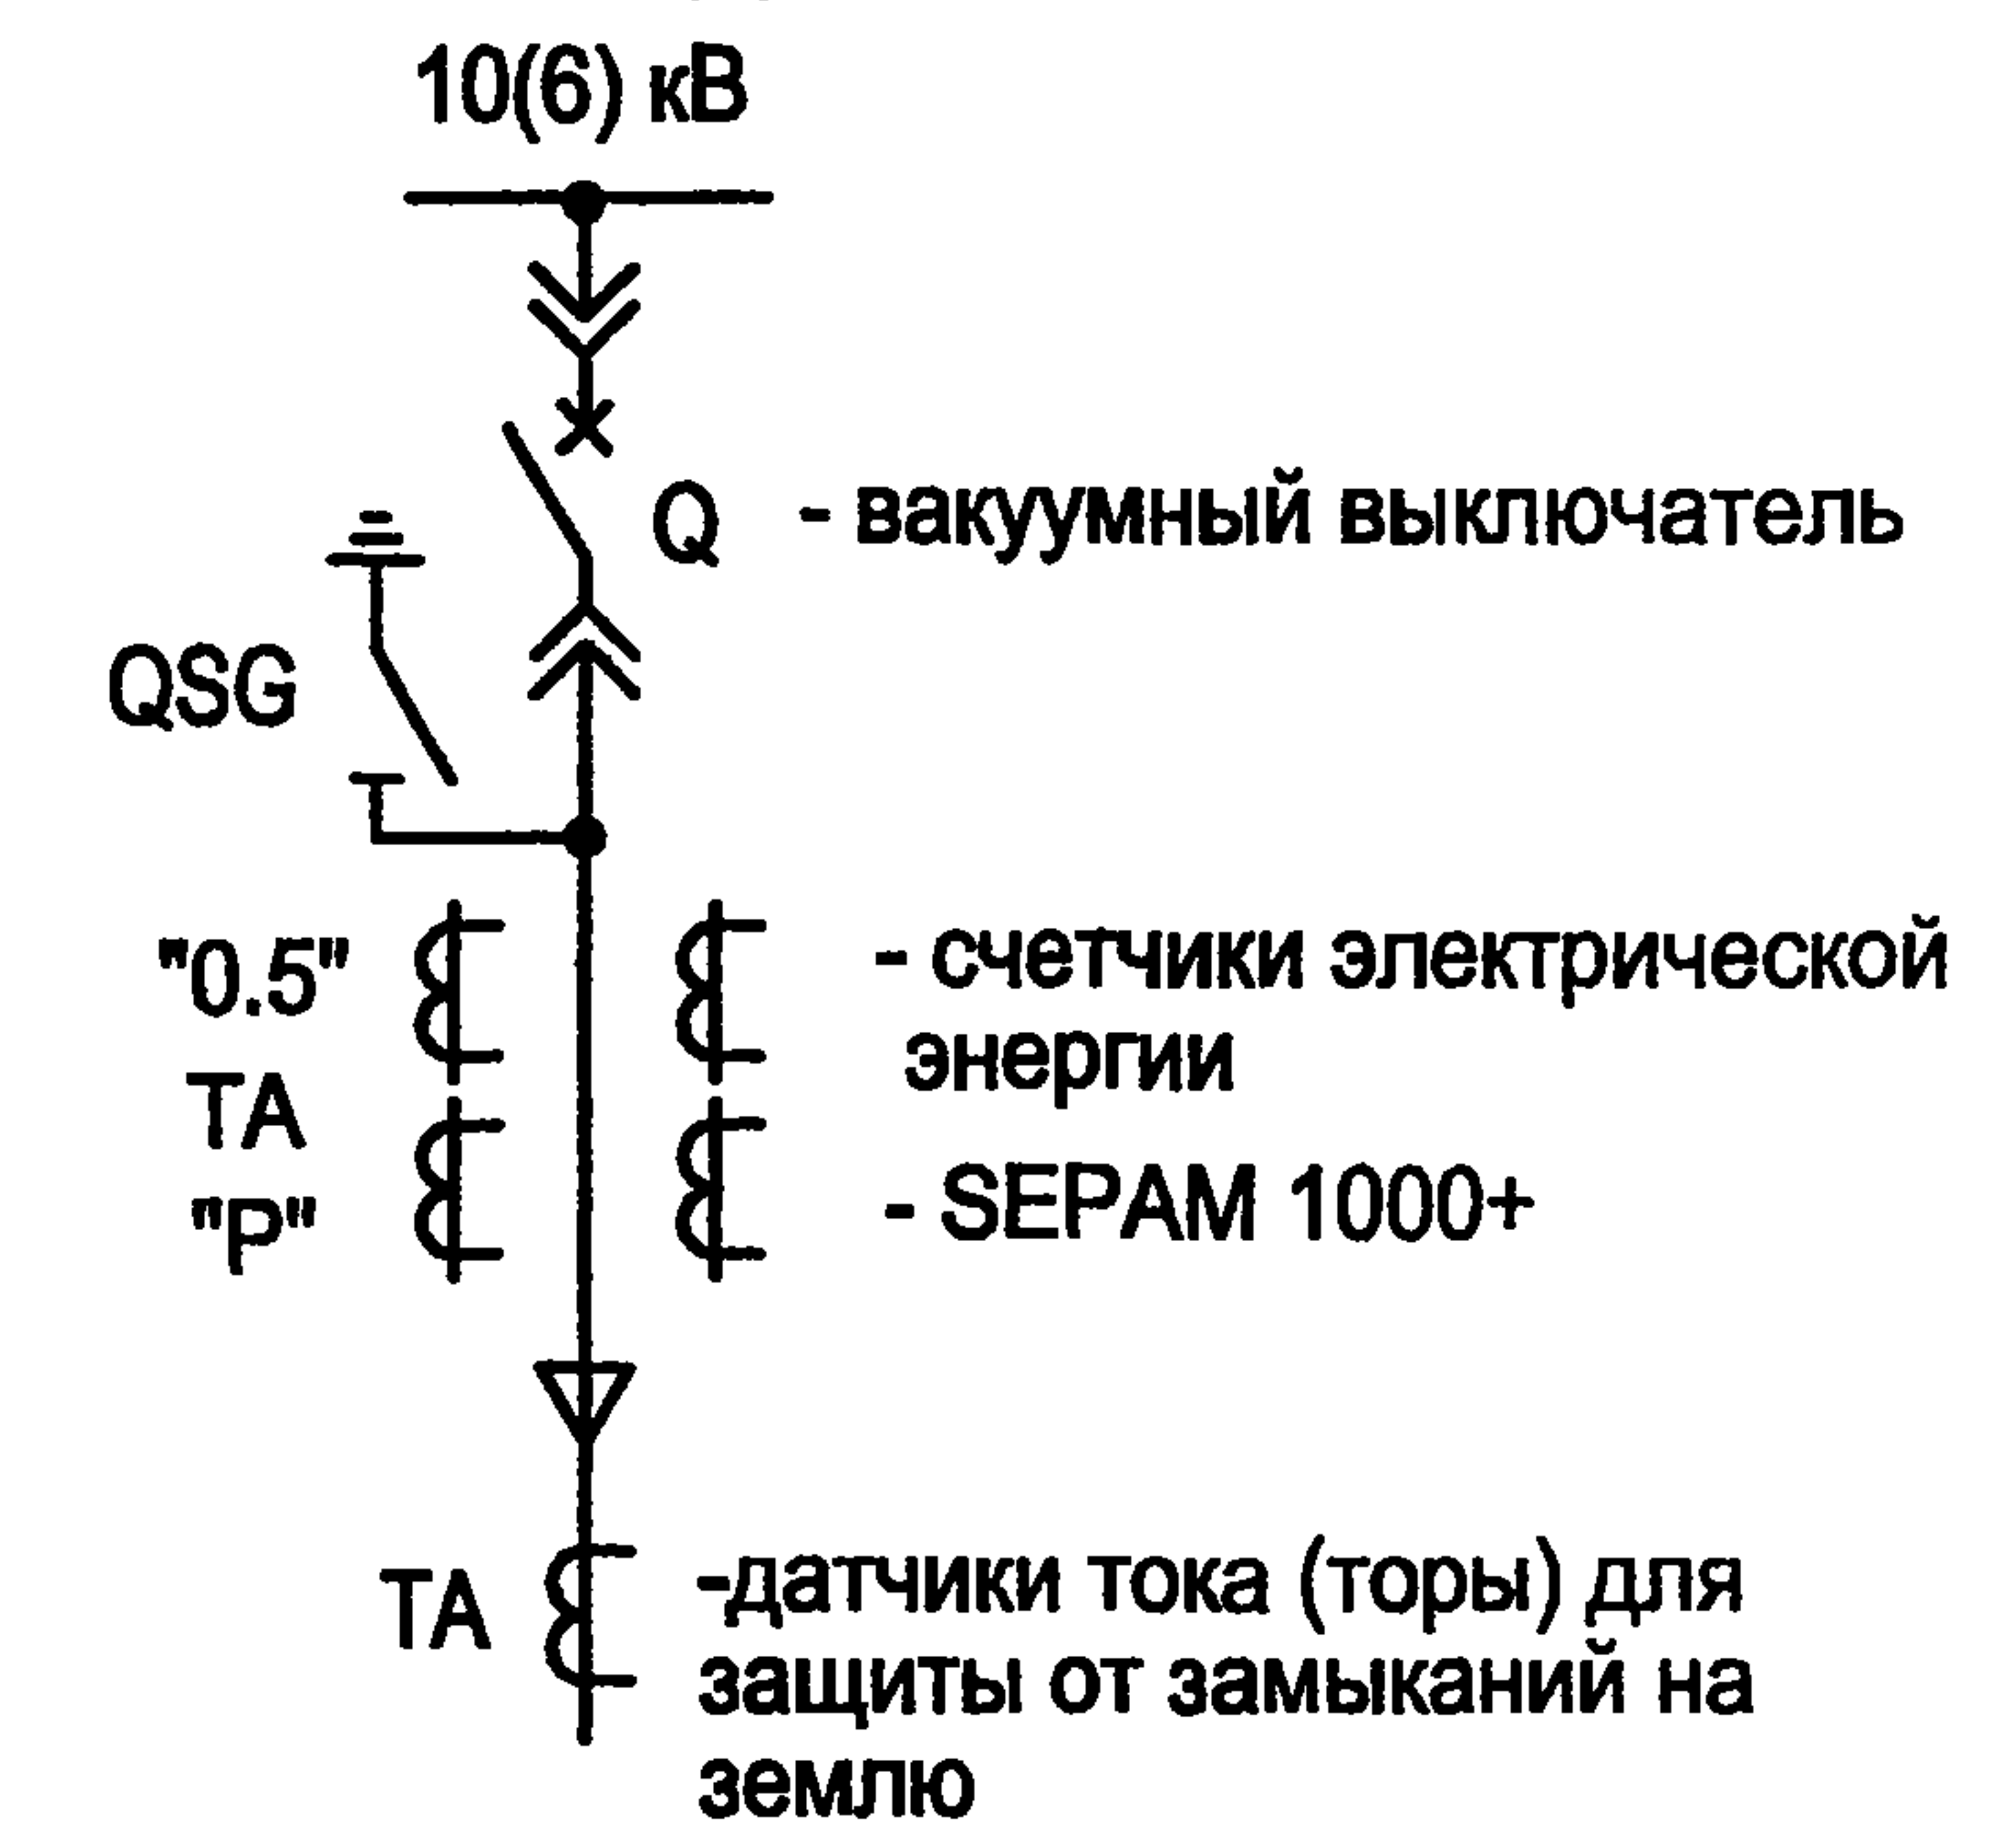 10(6) кВ
Q - вакуумный выключатель
QSG
"0.5" - счетчики электрической
энергии
TA
"P" - SEPAM 1000+
TA -датчики тока (торы) для
защиты от замыканий на
землю